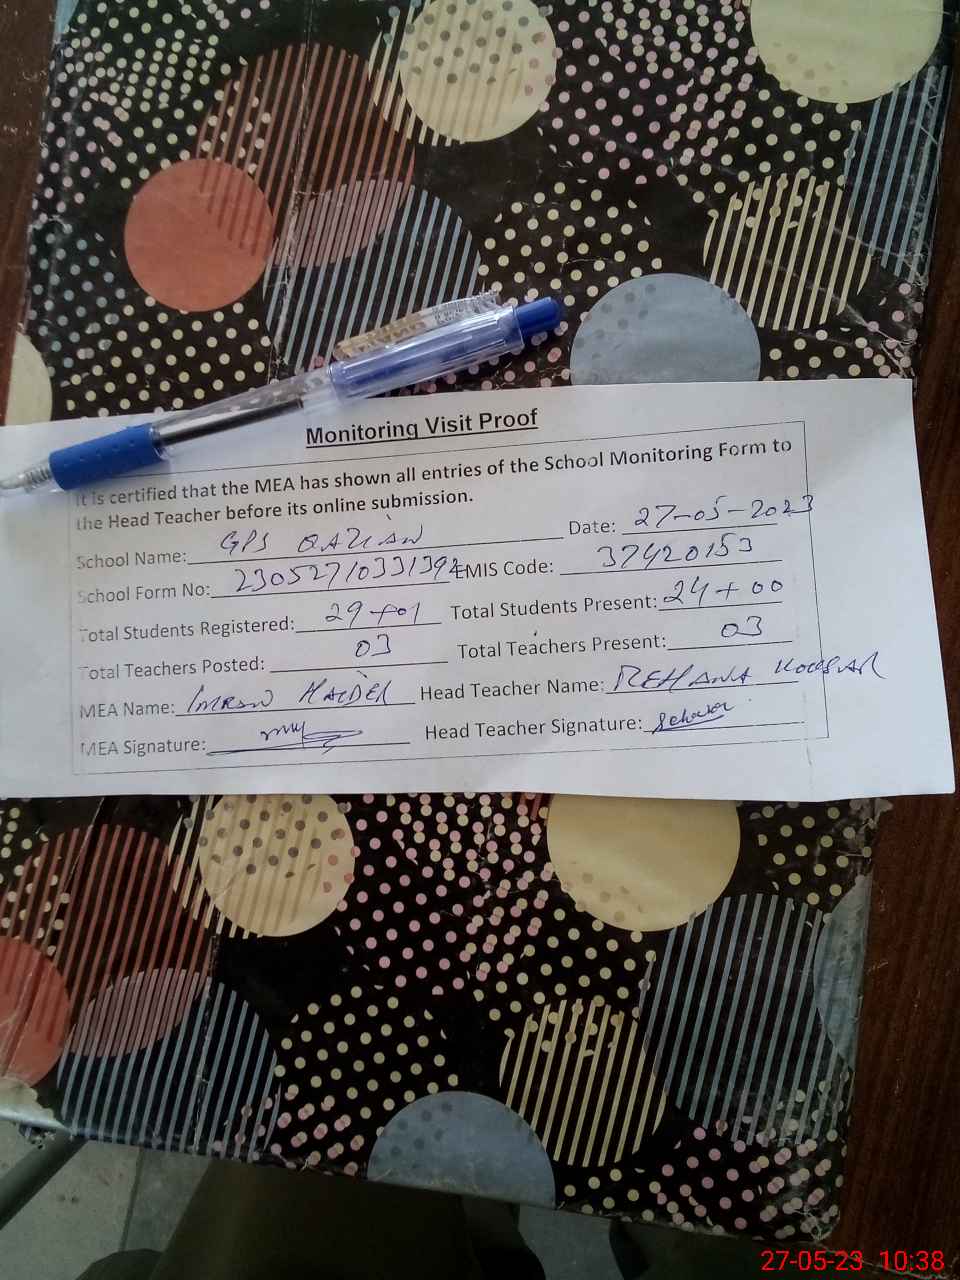 Monitoring Visit Proof
It is certified that the MEA has shown all entries of the School Monitoring Form to
the Head Teacher before its online submission.
School Name: GPS QAZIAN Date: 27-05-2023
School Form No: 2305271033139 EMIS Code: 37420153
Total Students Registered: 29+01 Total Students Present: 24+00
Total Teachers Posted: 03 Total Teachers Present: 03
MEA Name: IMRAN HAIDER Head Teacher Name: REHANA KOUSAR
MEA Signature: Head Teacher Signature:
27-05-23 10:38